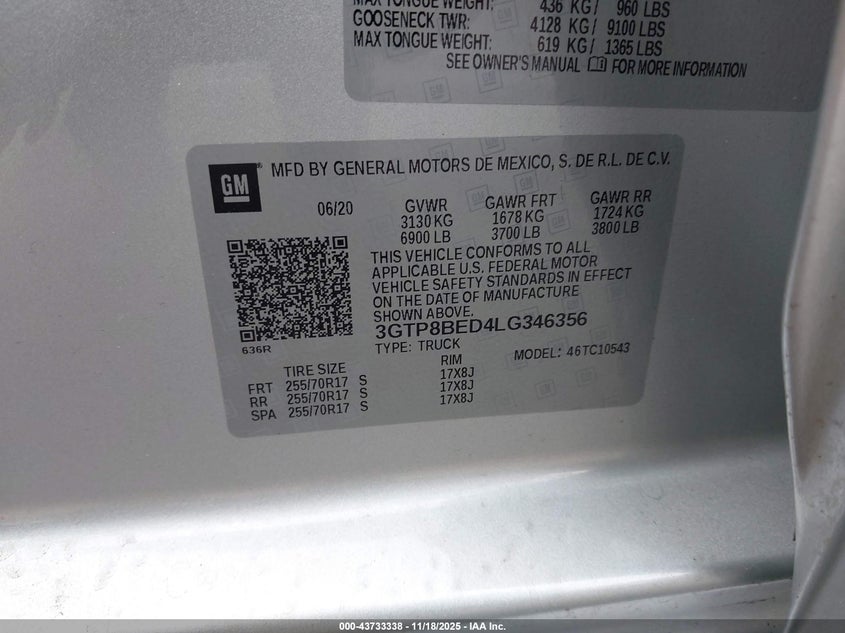 MAX TONGUE WEIGHT: 436 KG/ 960 LBS
GOOSENECK TWR: 4128 KG/ 9100 LBS
MAX TONGUE WEIGHT: 619 KG/ 1365 LBS
SEE OWNER'S MANUAL FOR MORE INFORMATION
GM ® MFD BY GENERAL MOTORS DE MEXICO, S. DE R.L. DE C.V.
06/20 GVWR GAWR FRT GAWR RR
3130 KG 1678 KG 1724 KG
6900 LB 3700 LB 3800 LB
THIS VEHICLE CONFORMS TO ALL
APPLICABLE U.S. FEDERAL MOTOR
VEHICLE SAFETY STANDARDS IN EFFECT
ON THE DATE OF MANUFACTURE
SHOWN ABOVE.
3GTP8BED4LG346356
636R
TYPE: TRUCK MODEL: 46TC10543
TIRE SIZE RIM
FRT 255/70R17 S 17X8J
RR 255/70R17 S 17X8J
SPA 255/70R17 S 17X8J
000-43733338 - 11/18/2025 - IAA Inc.